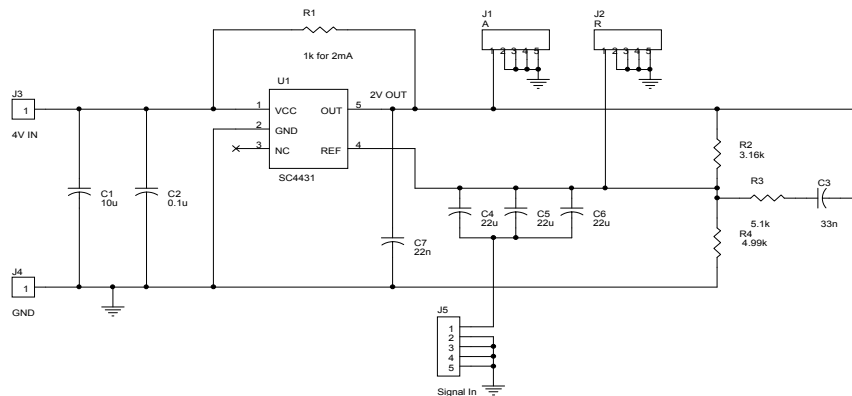 R1
1k for 2mA
J1
A
1 2 3 4 5
J2
R
1 2 3 4 5
J3
1
4V IN
U1
1 VCC OUT 5
2 GND
3 NC REF 4
SC4431
2V OUT
R2
3.16k
R3
5.1k
C3
33n
R4
4.99k
C1
10u
C2
0.1u
C4
22u
C5
22u
C6
22u
C7
22n
J4
1
GND
J5
1
2
3
4
5
Signal In